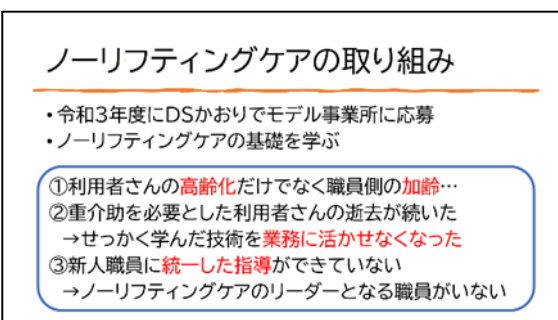 ノーリフティングケアの取り組み
・令和3年度にDSかおりでモデル事業所に応募
・ノーリフティングケアの基礎を学ぶ
①利用者さんの高齢化だけでなく職員側の加齢…
②重介助を必要とした利用者さんの逝去が続いた
→せっかく学んだ技術を業務に活かせなくなった
③新人職員に統一した指導ができていない
→ノーリフティングケアのリーダーとなる職員がいない